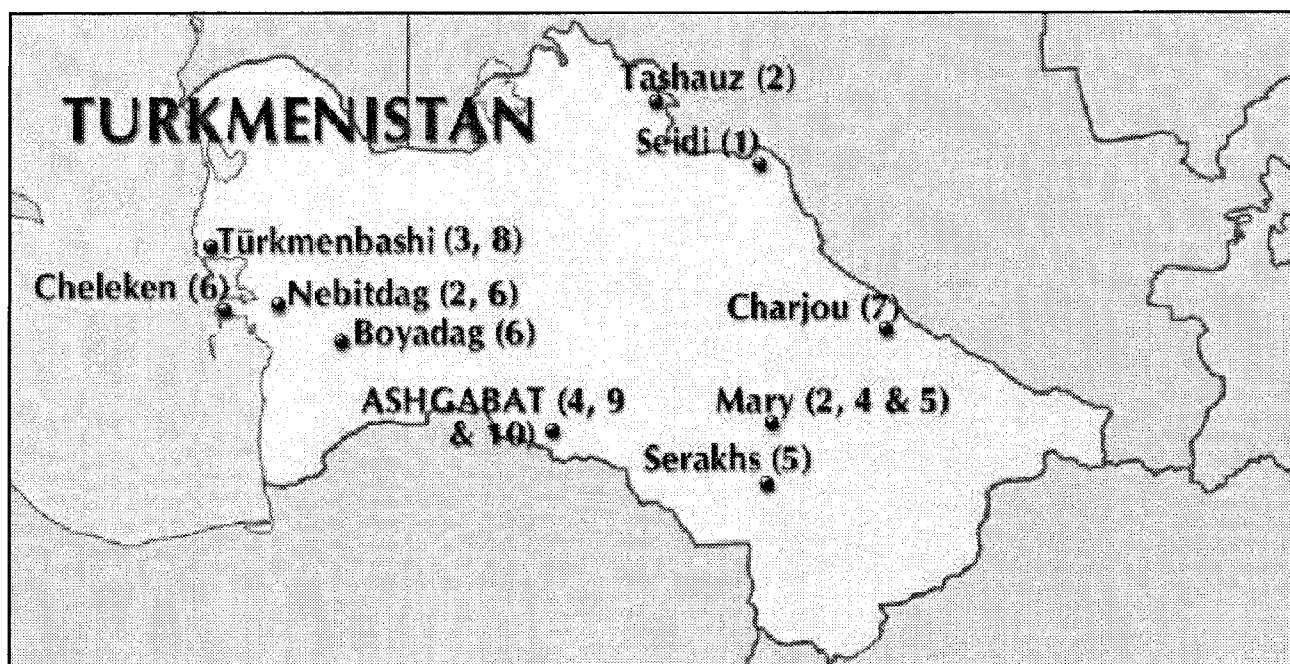 Tashauz (2)
TURKMENISTAN
Seidi (1)
Türkmenbashi (3, 8)
Cheleken (6)
Nebitdag (2, 6)
Charjou (7)
Boyadag (6)
ASHGABAT (4, 9
& 10)
Mary (2, 4 & 5)
Serakhs (5)